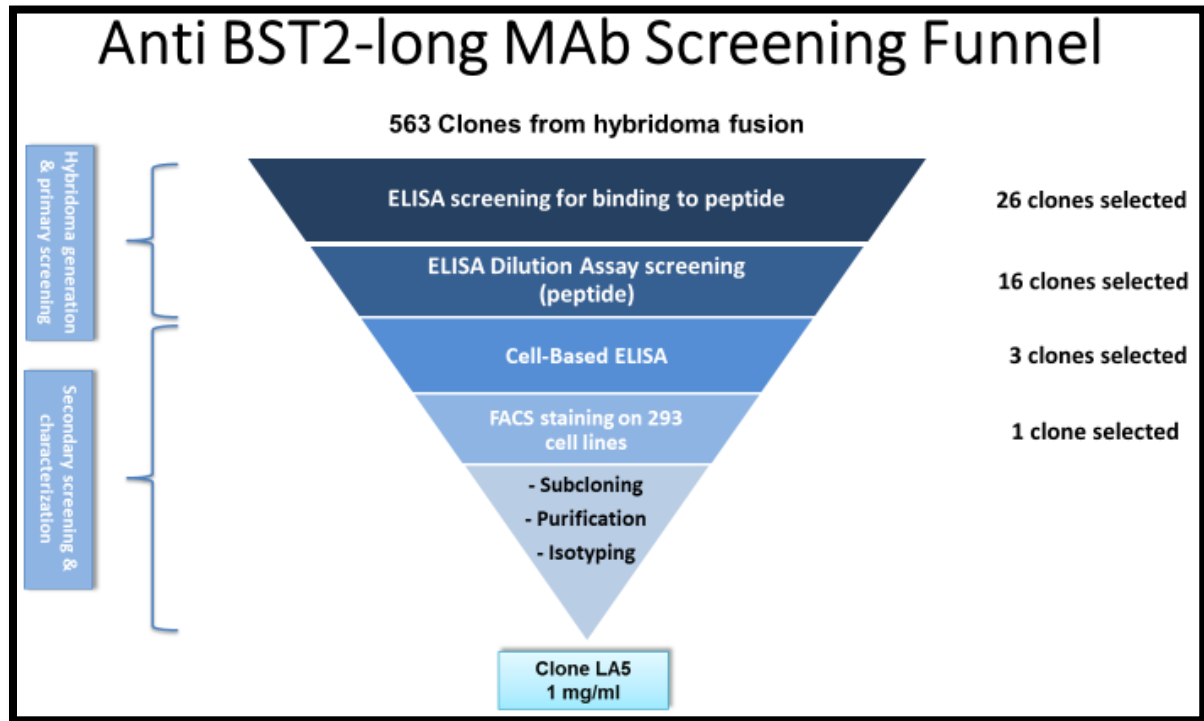 Anti BST2-long MAb Screening Funnel
563 Clones from hybridoma fusion
Hybridoma generation
& primary screening
ELISA screening for binding to peptide
26 clones selected
ELISA Dilution Assay screening
(peptide)
16 clones selected
Cell-Based ELISA
3 clones selected
Secondary screening &
characterization
FACS staining on 293
cell lines
1 clone selected
- Subcloning
- Purification
- Isotyping
Clone LA5
1 mg/ml